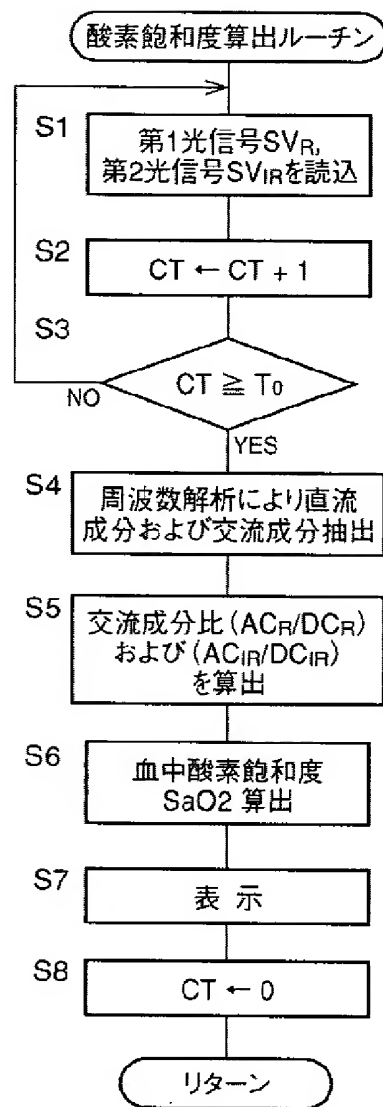 酸素飽和度算出ルーチン
S1
第1光信号SVR,
第2光信号SVIRを読込
S2
CT ← CT + 1
S3
CT ≧ T0
NO
YES
S4
周波数解析により直流
成分および交流成分抽出
S5
交流成分比(ACR/DCR)
および(ACIR/DCIR)
を算出
S6
血中酸素飽和度
SaO2 算出
S7
表 示
S8
CT ← 0
リターン